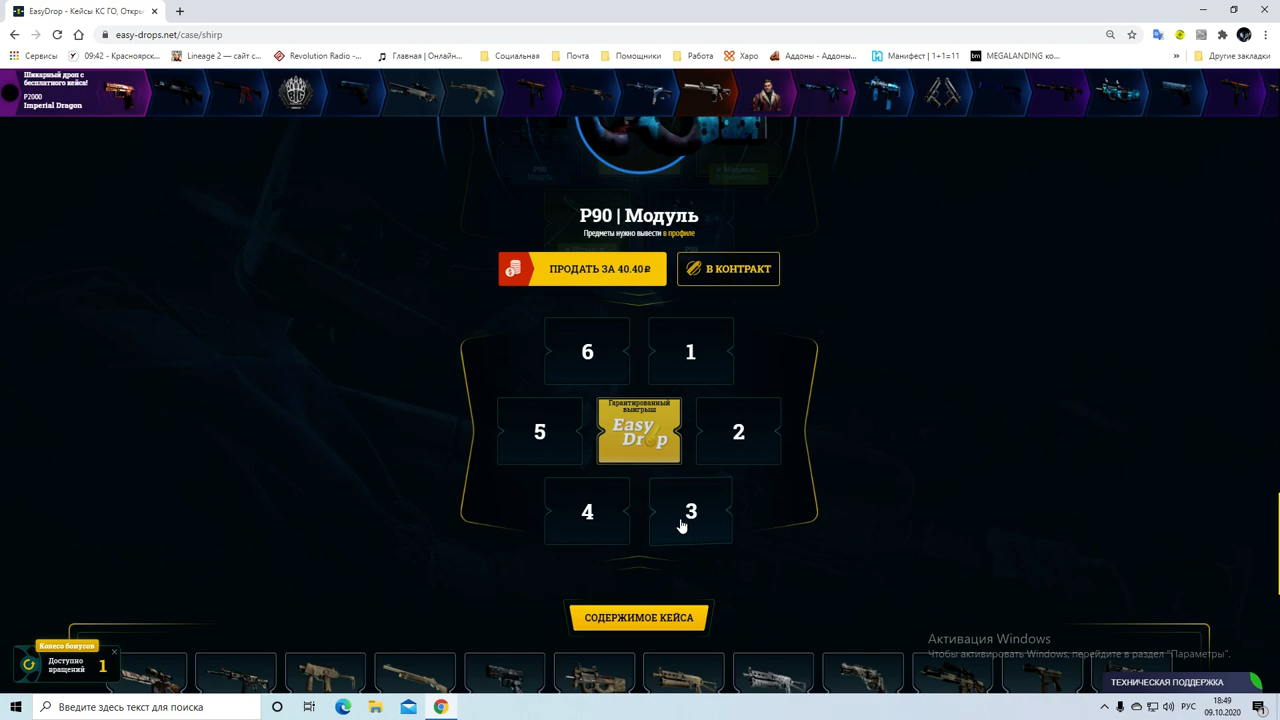 EasyDrop - Кейсы КС ГО, Откры
easy-drops.net/case/shirp
Сервисы
09:42 - Красноярск...
Lineage 2 — сайт с...
Revolution Radio -...
Главная | Онлайн...
Социальная
Почта
Помощники
Работа
Харо
Аддоны - Аддоны...
Манифест | 1+1=11
MEGALANDING ко...
»
Другие закладки
Шикарный дроп с
бесплатного кейса!
P2000
Imperial Dragon
P90 | Модуль
Предметы нужно вывести в профиле
ПРОДАТЬ ЗА 40.40₽
В КОНТРАКТ
6
1
5
Гарантированный
выигрыш
Easy
Drop
2
4
3
СОДЕРЖИМОЕ КЕЙСА
Колесо бонусов
Доступно
вращений
1
Активация Windows
Чтобы активировать Windows, перейдите в раздел "Параметры".
ТЕХНИЧЕСКАЯ ПОДДЕРЖКА
Введите здесь текст для поиска
РУС
18:49
09.10.2020
1